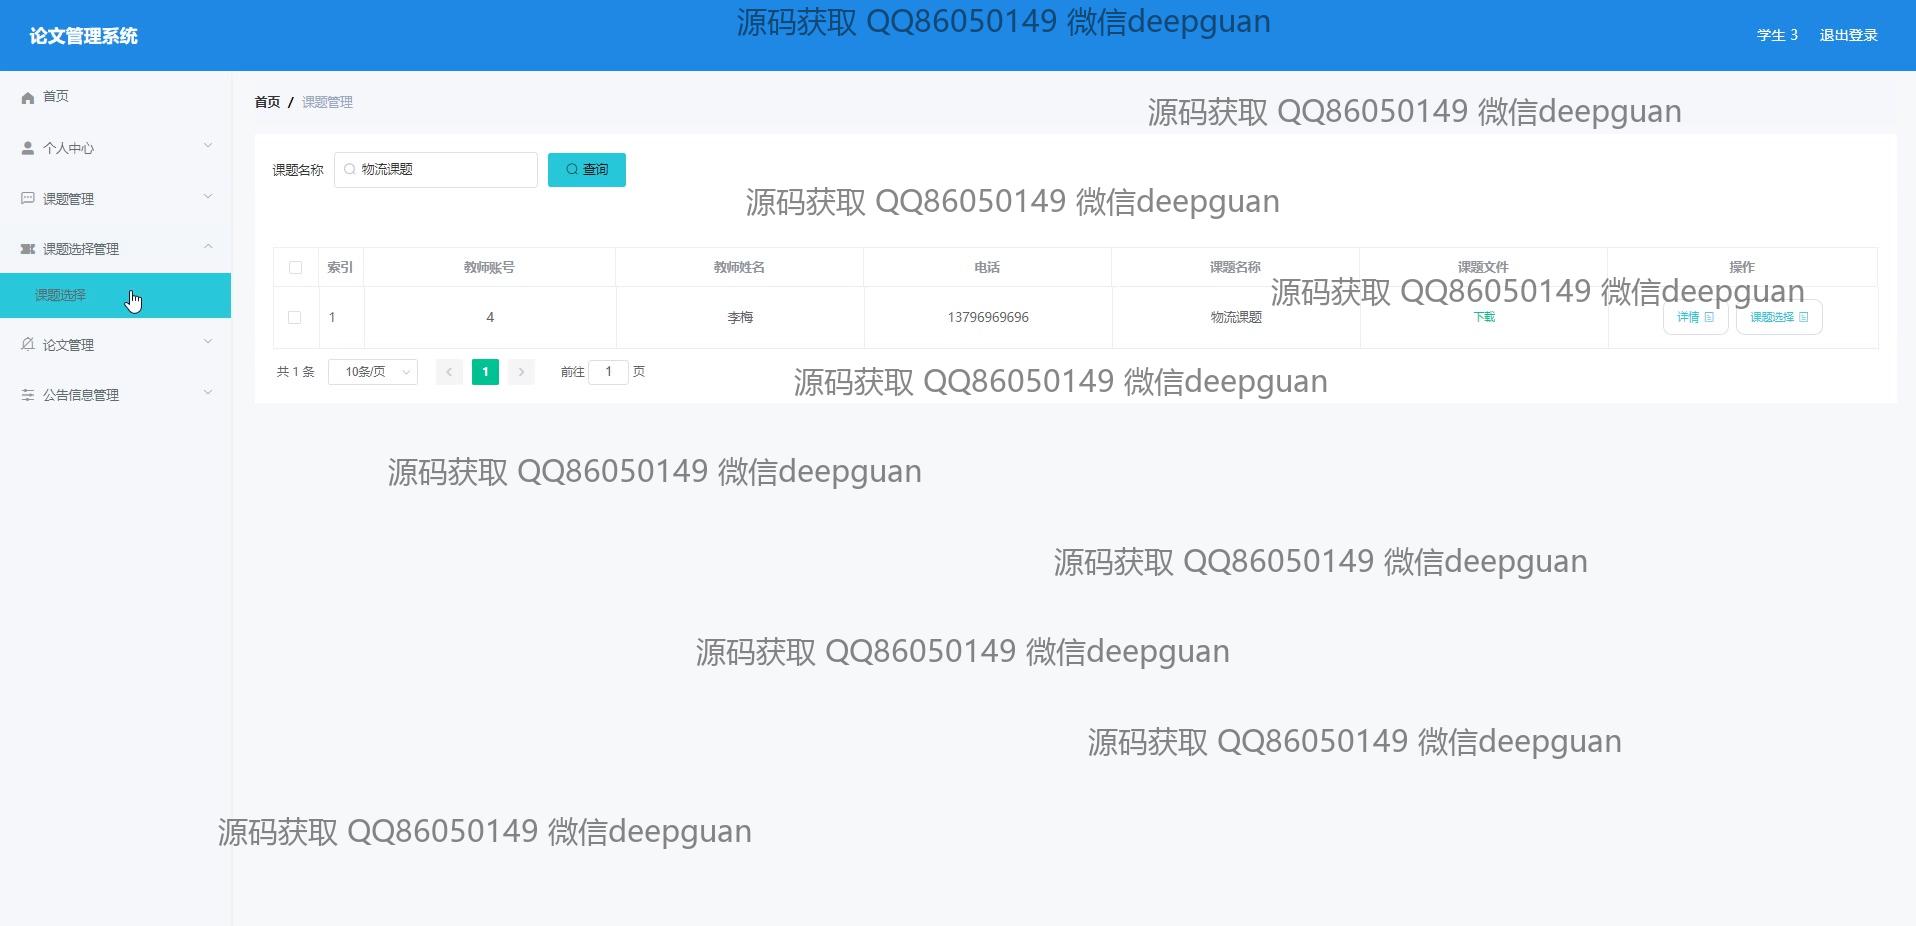 论文管理系统
源码获取 QQ86050149 微信deepguan
学生 3 退出登录
首页
个人中心
课题管理
课题选择管理
课题选择
论文管理
公告信息管理
首页 / 课题管理
源码获取 QQ86050149 微信deepguan
课题名称 物流课题 查询
源码获取 QQ86050149 微信deepguan
索引 教师账号 教师姓名 电话 课题名称 课题文件 操作
源码获取 QQ86050149 微信deepguan
1 4 李梅 13796969696 物流课题 下载 详情 课题选择
共 1 条 10条/页 1 前往 1 页
源码获取 QQ86050149 微信deepguan
源码获取 QQ86050149 微信deepguan
源码获取 QQ86050149 微信deepguan
源码获取 QQ86050149 微信deepguan
源码获取 QQ86050149 微信deepguan
源码获取 QQ86050149 微信deepguan